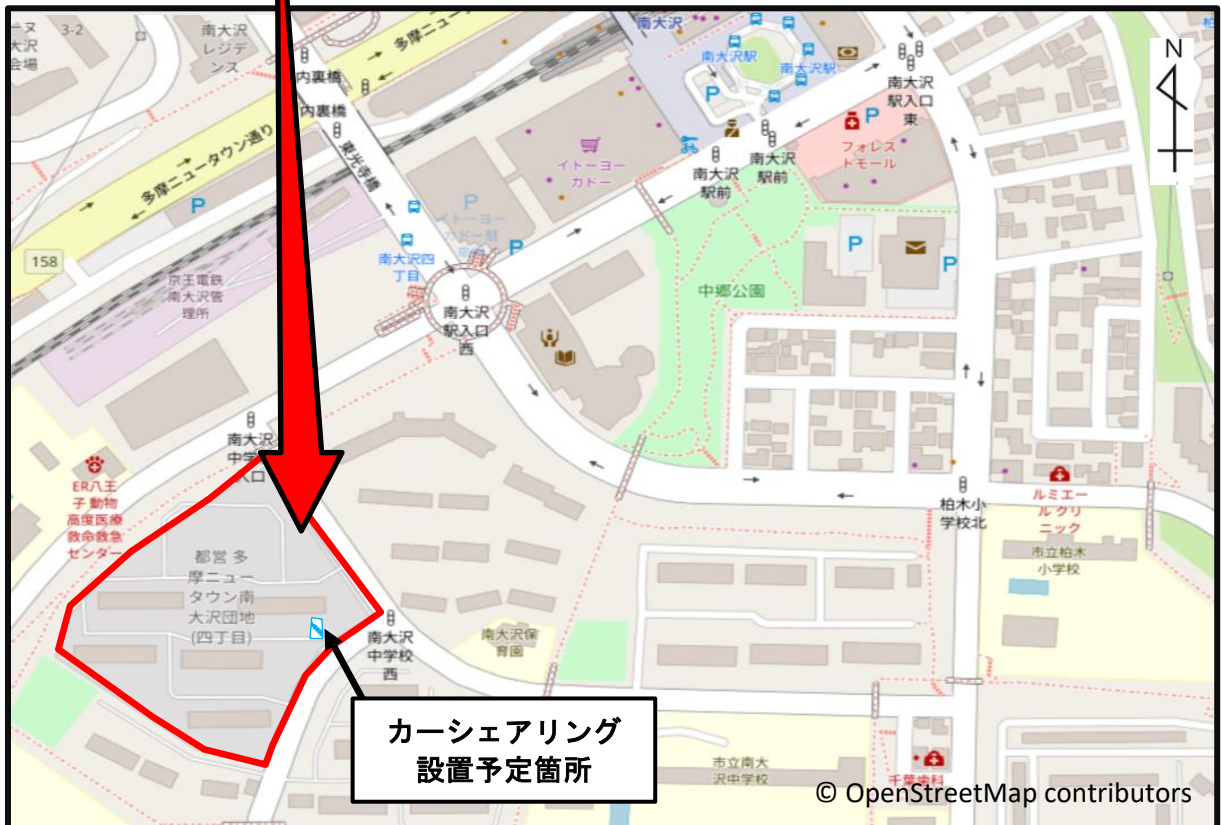 ーヌ
大沢
会場
3-2
南大沢
レジデ
ンス
内裏橋
内裏橋
多摩ニュー
多摩ニュータウン通り
東光寺橋
南大沢
南大沢駅
南大沢駅
南大沢
駅入口
東
P
P
フォレス
トモール
イトーヨー
カドー
南大沢
駅前
南大沢
駅前
N
P
P
イトーヨー
カドー駐
P
南大沢四
丁目
158
京王電鉄
南大沢管
理所
南大沢
駅入口
西
中郷公園
P
P
南大沢
中学校
入口
ER八王
子 動物
高度医療
救命救急
センター
都営 多
摩ニュー
タウン南
大沢団地
(四丁目)
柏木小
学校北
ルミエー
ル クリ
ニック
市立柏木
小学校
南大沢
中学校
西
南大沢保
育園
カーシェアリング
設置予定箇所
市立南大
沢中学校
千葉歯科
© OpenStreetMap contributors